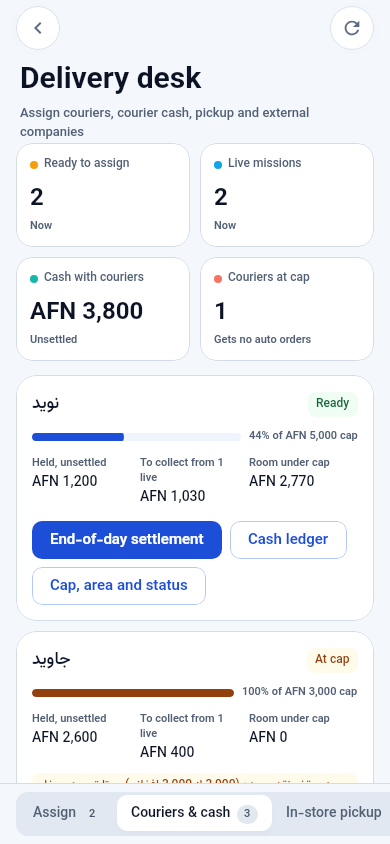 Delivery desk
Assign couriers, courier cash, pickup and external
companies
Ready to assign
2
Now
Live missions
2
Now
Cash with couriers
AFN 3,800
Unsettled
Couriers at cap
1
Gets no auto orders
نوید
Ready
44% of AFN 5,000 cap
Held, unsettled
AFN 1,200
To collect from 1
live
AFN 1,030
Room under cap
AFN 2,770
End-of-day settlement
Cash ledger
Cap, area and status
جاوید
At cap
100% of AFN 3,000 cap
Held, unsettled
AFN 2,600
To collect from 1
live
AFN 400
Room under cap
AFN 0
Assign 2
Couriers & cash 3
In-store pickup